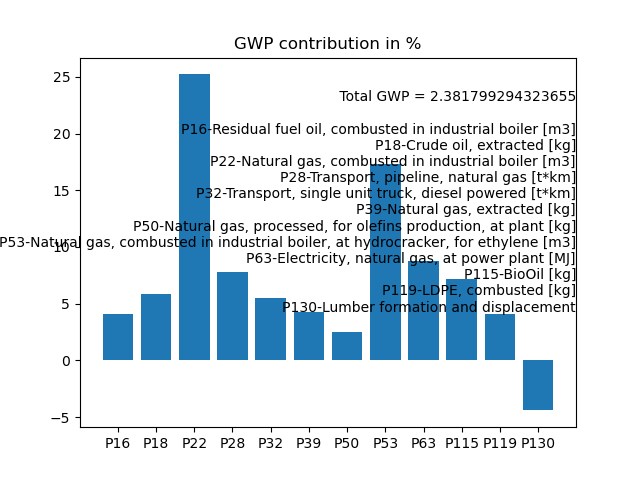 GWP contribution in %
Total GWP = 2.381799294323655
P16-Residual fuel oil, combusted in industrial boiler [m3]
P18-Crude oil, extracted [kg]
P22-Natural gas, combusted in industrial boiler [m3]
P28-Transport, pipeline, natural gas [t*km]
P32-Transport, single unit truck, diesel powered [t*km]
P39-Natural gas, extracted [kg]
P50-Natural gas, processed, for olefins production, at plant [kg]
P53-Natural gas, combusted in industrial boiler, at hydrocracker, for ethylene [m3]
P63-Electricity, natural gas, at power plant [MJ]
P115-BioOil [kg]
P119-LDPE, combusted [kg]
P130-Lumber formation and displacement
25
20
15
10
5
0
−5
P16 P18 P22 P28 P32 P39 P50 P53 P63 P115 P119 P130